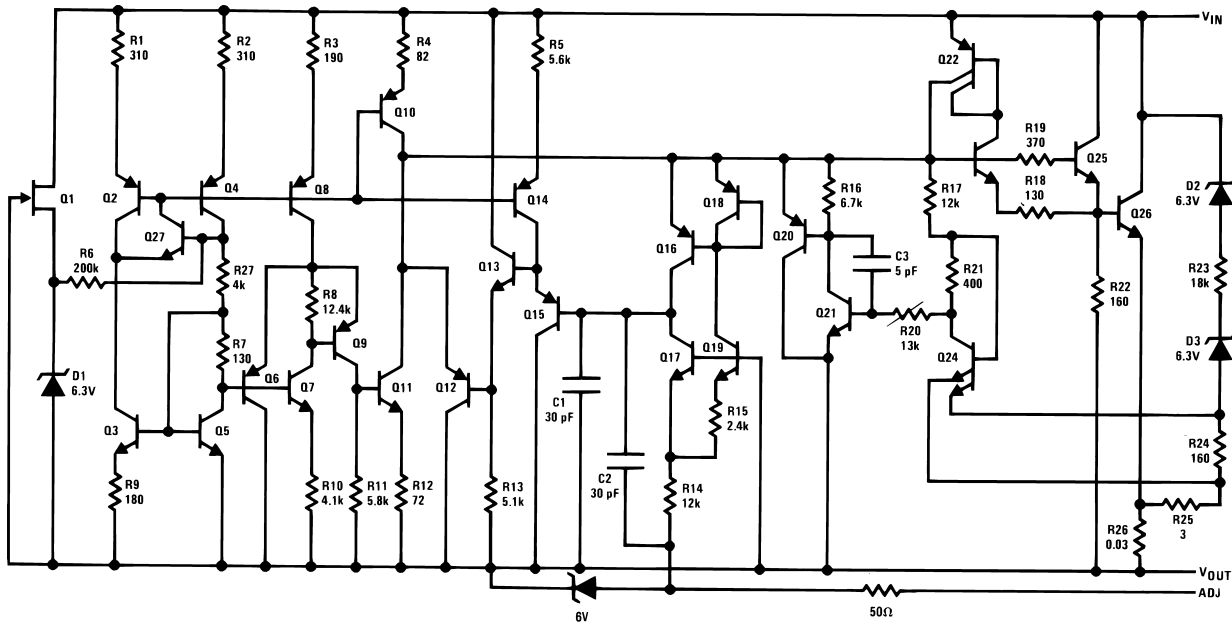 VIN
R1
310
R2
310
R3
190
R4
82
R5
5.6k
Q22
Q10
R19
370
Q25
R18
130
D2
6.3V
Q1
Q2
Q4
Q8
Q14
Q18
R16
6.7k
R17
12k
Q26
Q27
Q16
Q20
R6
200k
Q13
C3
5 pF
R21
400
R22
160
R23
18k
R27
4k
R8
12.4k
Q15
Q21
R20
13k
R7
130
Q9
Q17
Q19
Q24
D3
6.3V
D1
6.3V
Q6
Q7
Q11
Q12
C1
30 pF
R15
2.4k
Q3
Q5
R24
160
C2
30 pF
R9
180
R10
4.1k
R11
5.8k
R12
72
R13
5.1k
R14
12k
R26
0.03
R25
3
VOUT
ADJ
6V
50Ω